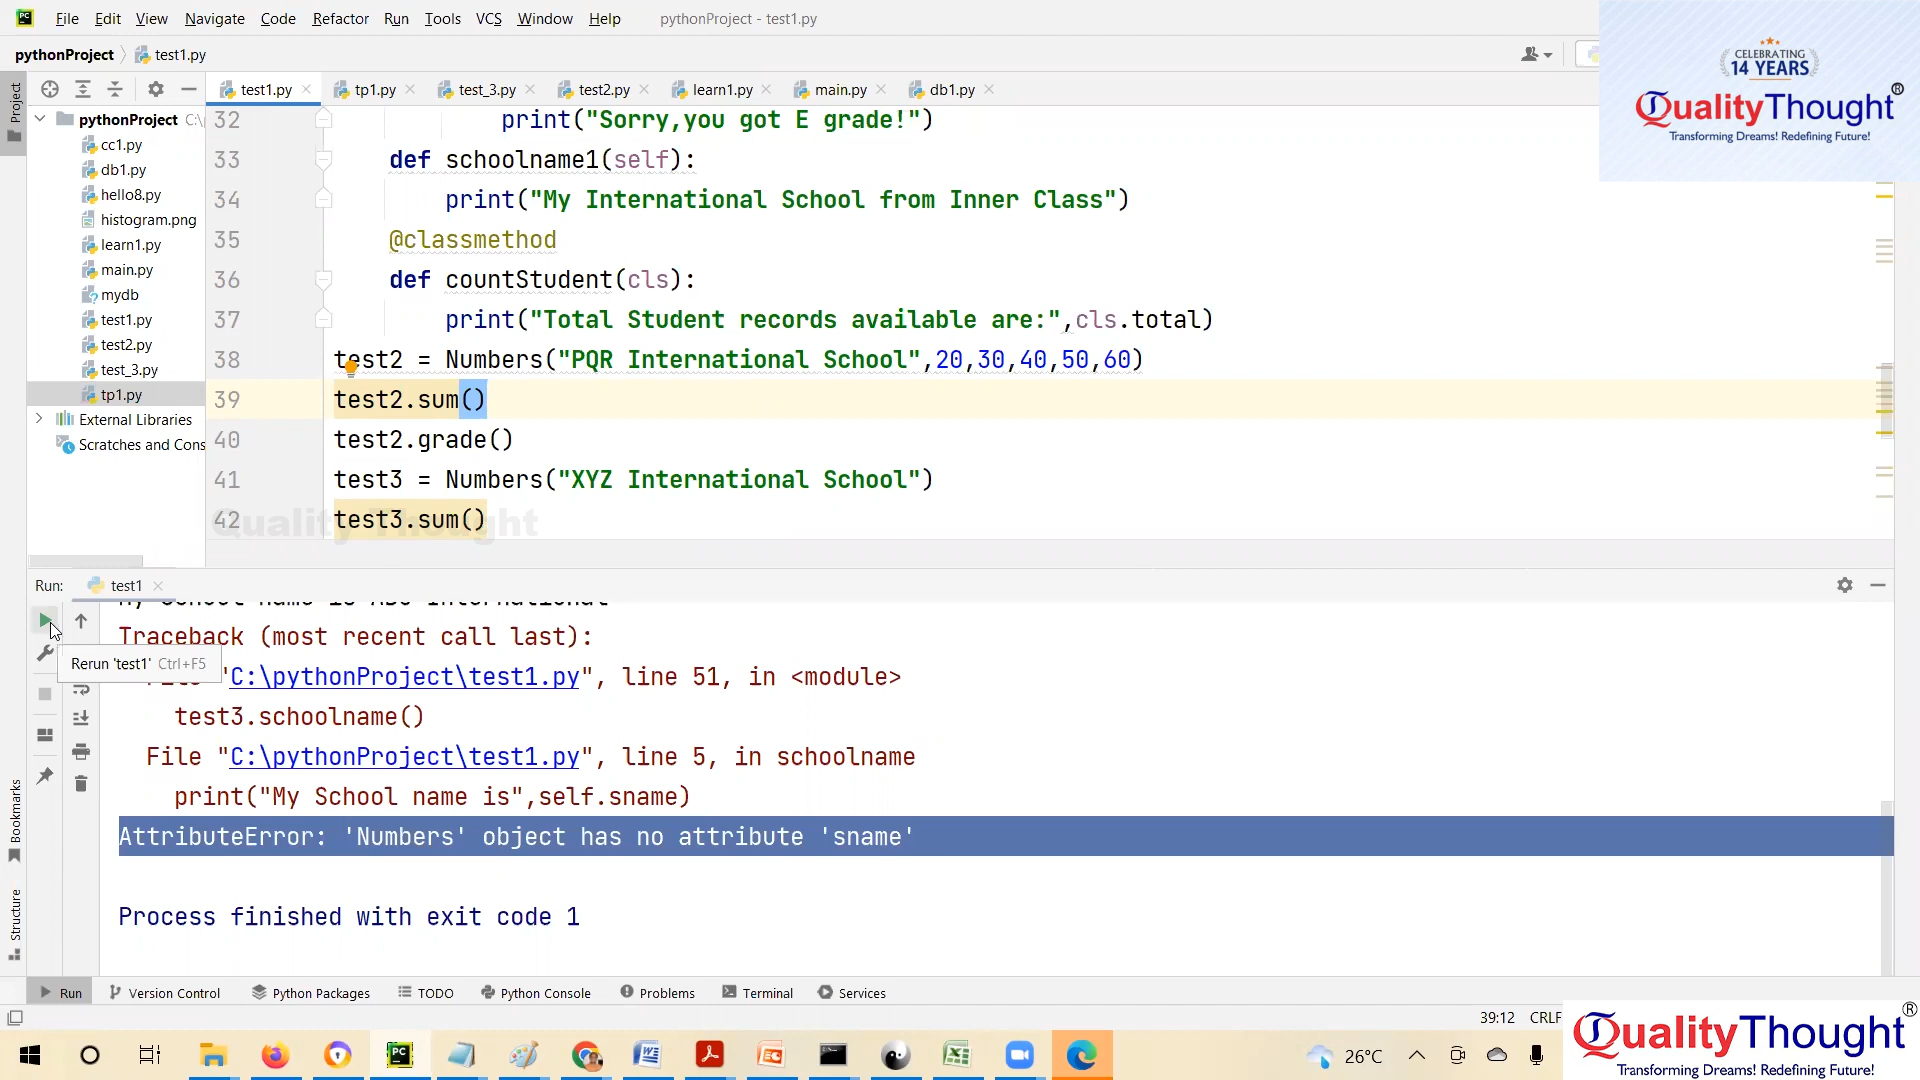 File Edit View Navigate Code Refactor Run Tools VCS Window Help pythonProject - test1.py
pythonProject test1.py
CELEBRATING
14 YEARS
QualityThought®
Transforming Dreams! Redefining Future!
Project
test1.py tp1.py test_3.py test2.py learn1.py main.py db1.py
pythonProject C:\
cc1.py
db1.py
hello8.py
histogram.png
learn1.py
main.py
mydb
test1.py
test2.py
test_3.py
tp1.py
External Libraries
Scratches and Cons
32 print("Sorry,you got E grade!")
33 def schoolname1(self):
34 print("My International School from Inner Class")
35 @classmethod
36 def countStudent(cls):
37 print("Total Student records available are:",cls.total)
38 test2 = Numbers("PQR International School",20,30,40,50,60)
39 test2.sum()
40 test2.grade()
41 test3 = Numbers("XYZ International School")
42 test3.sum()
Quality Thought
Run: test1
My School name is ABC International
Traceback (most recent call last):
Rerun 'test1' Ctrl+F5
File "C:\pythonProject\test1.py", line 51, in <module>
test3.schoolname()
File "C:\pythonProject\test1.py", line 5, in schoolname
print("My School name is",self.sname)
AttributeError: 'Numbers' object has no attribute 'sname'
Process finished with exit code 1
Bookmarks
Structure
Run Version Control Python Packages TODO Python Console Problems Terminal Services
39:12 CRLF
26°C
QualityThought®
Transforming Dreams! Redefining Future!